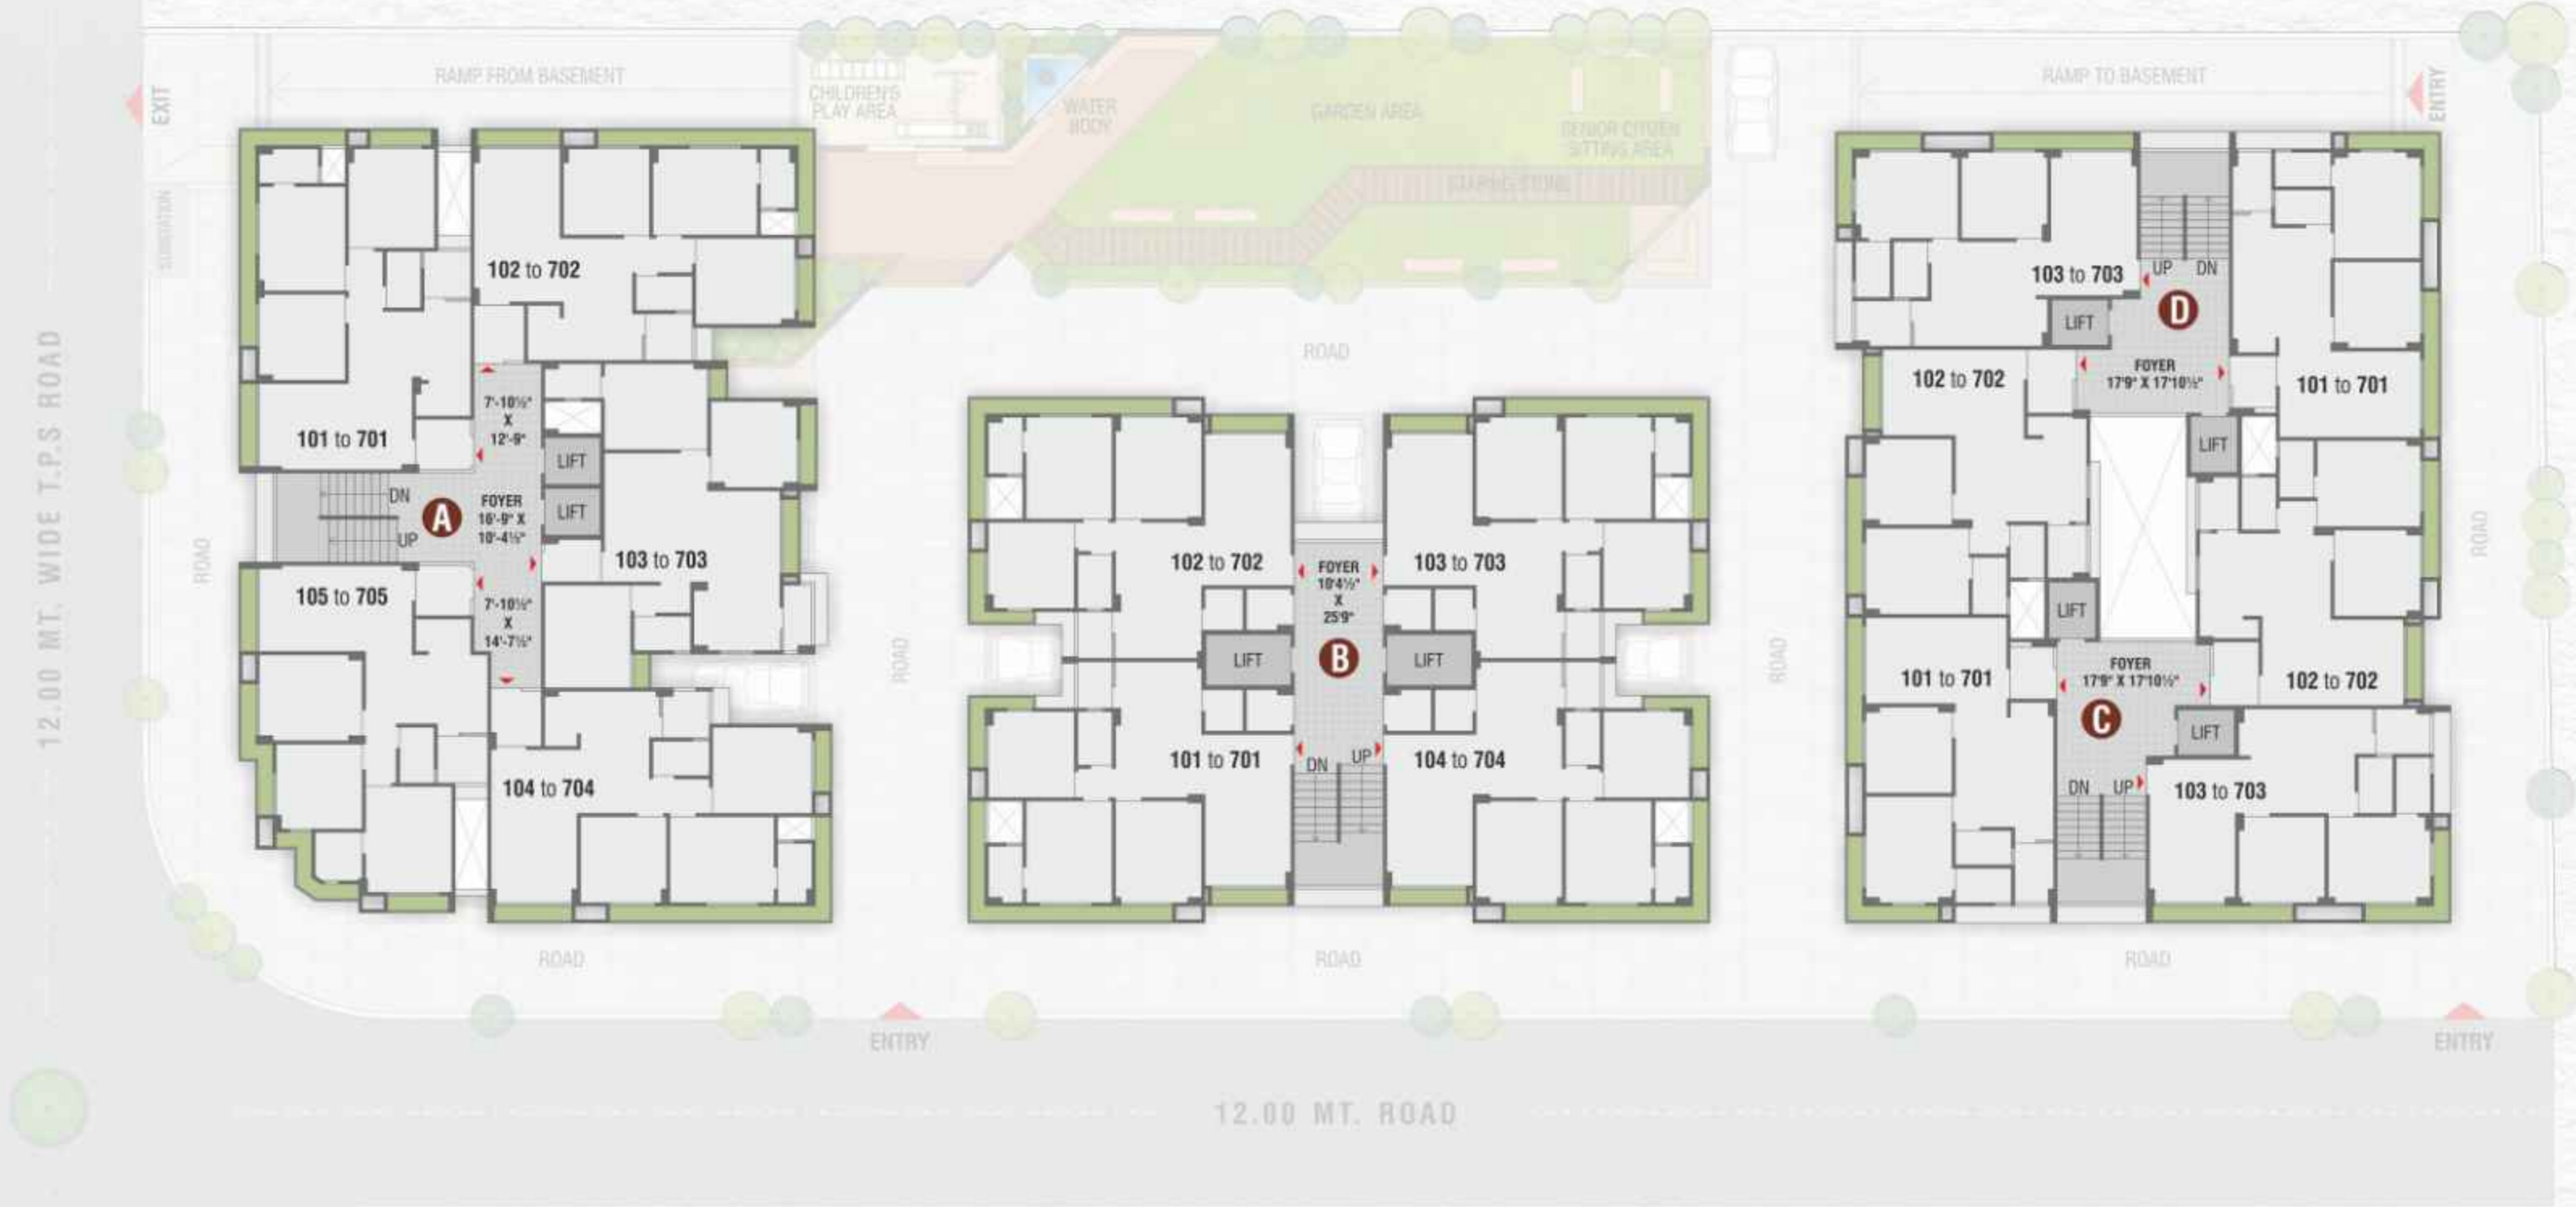 12.00 MT. WIDE T.P.S ROAD
EXIT
RAMP FROM BASEMENT
CHILDREN'S
PLAY AREA
WATER
BODY
GARDEN AREA
SENIOR CITIZEN
SITTING AREA
RAMP TO BASEMENT
ENTRY
SUBSTATION
ROAD
102 to 702
101 to 701
7'-10½"
X
12'-9"
LIFT
LIFT
DN
UP
A
FOYER
16'-9" X
10'-4½"
103 to 703
105 to 705
7'-10½"
X
14'-7½"
104 to 704
ROAD
ROAD
ROAD
102 to 702
103 to 703
FOYER
10'4½"
X
25'9"
LIFT
B
LIFT
101 to 701
104 to 704
DN
UP
ROAD
ROAD
103 to 703
UP
DN
D
LIFT
FOYER
17'9" X 17'10½"
102 to 702
101 to 701
LIFT
ROAD
LIFT
101 to 701
FOYER
17'9" X 17'10½"
102 to 702
C
LIFT
DN
UP
103 to 703
ROAD
ROAD
ENTRY
ENTRY
12.00 MT. ROAD